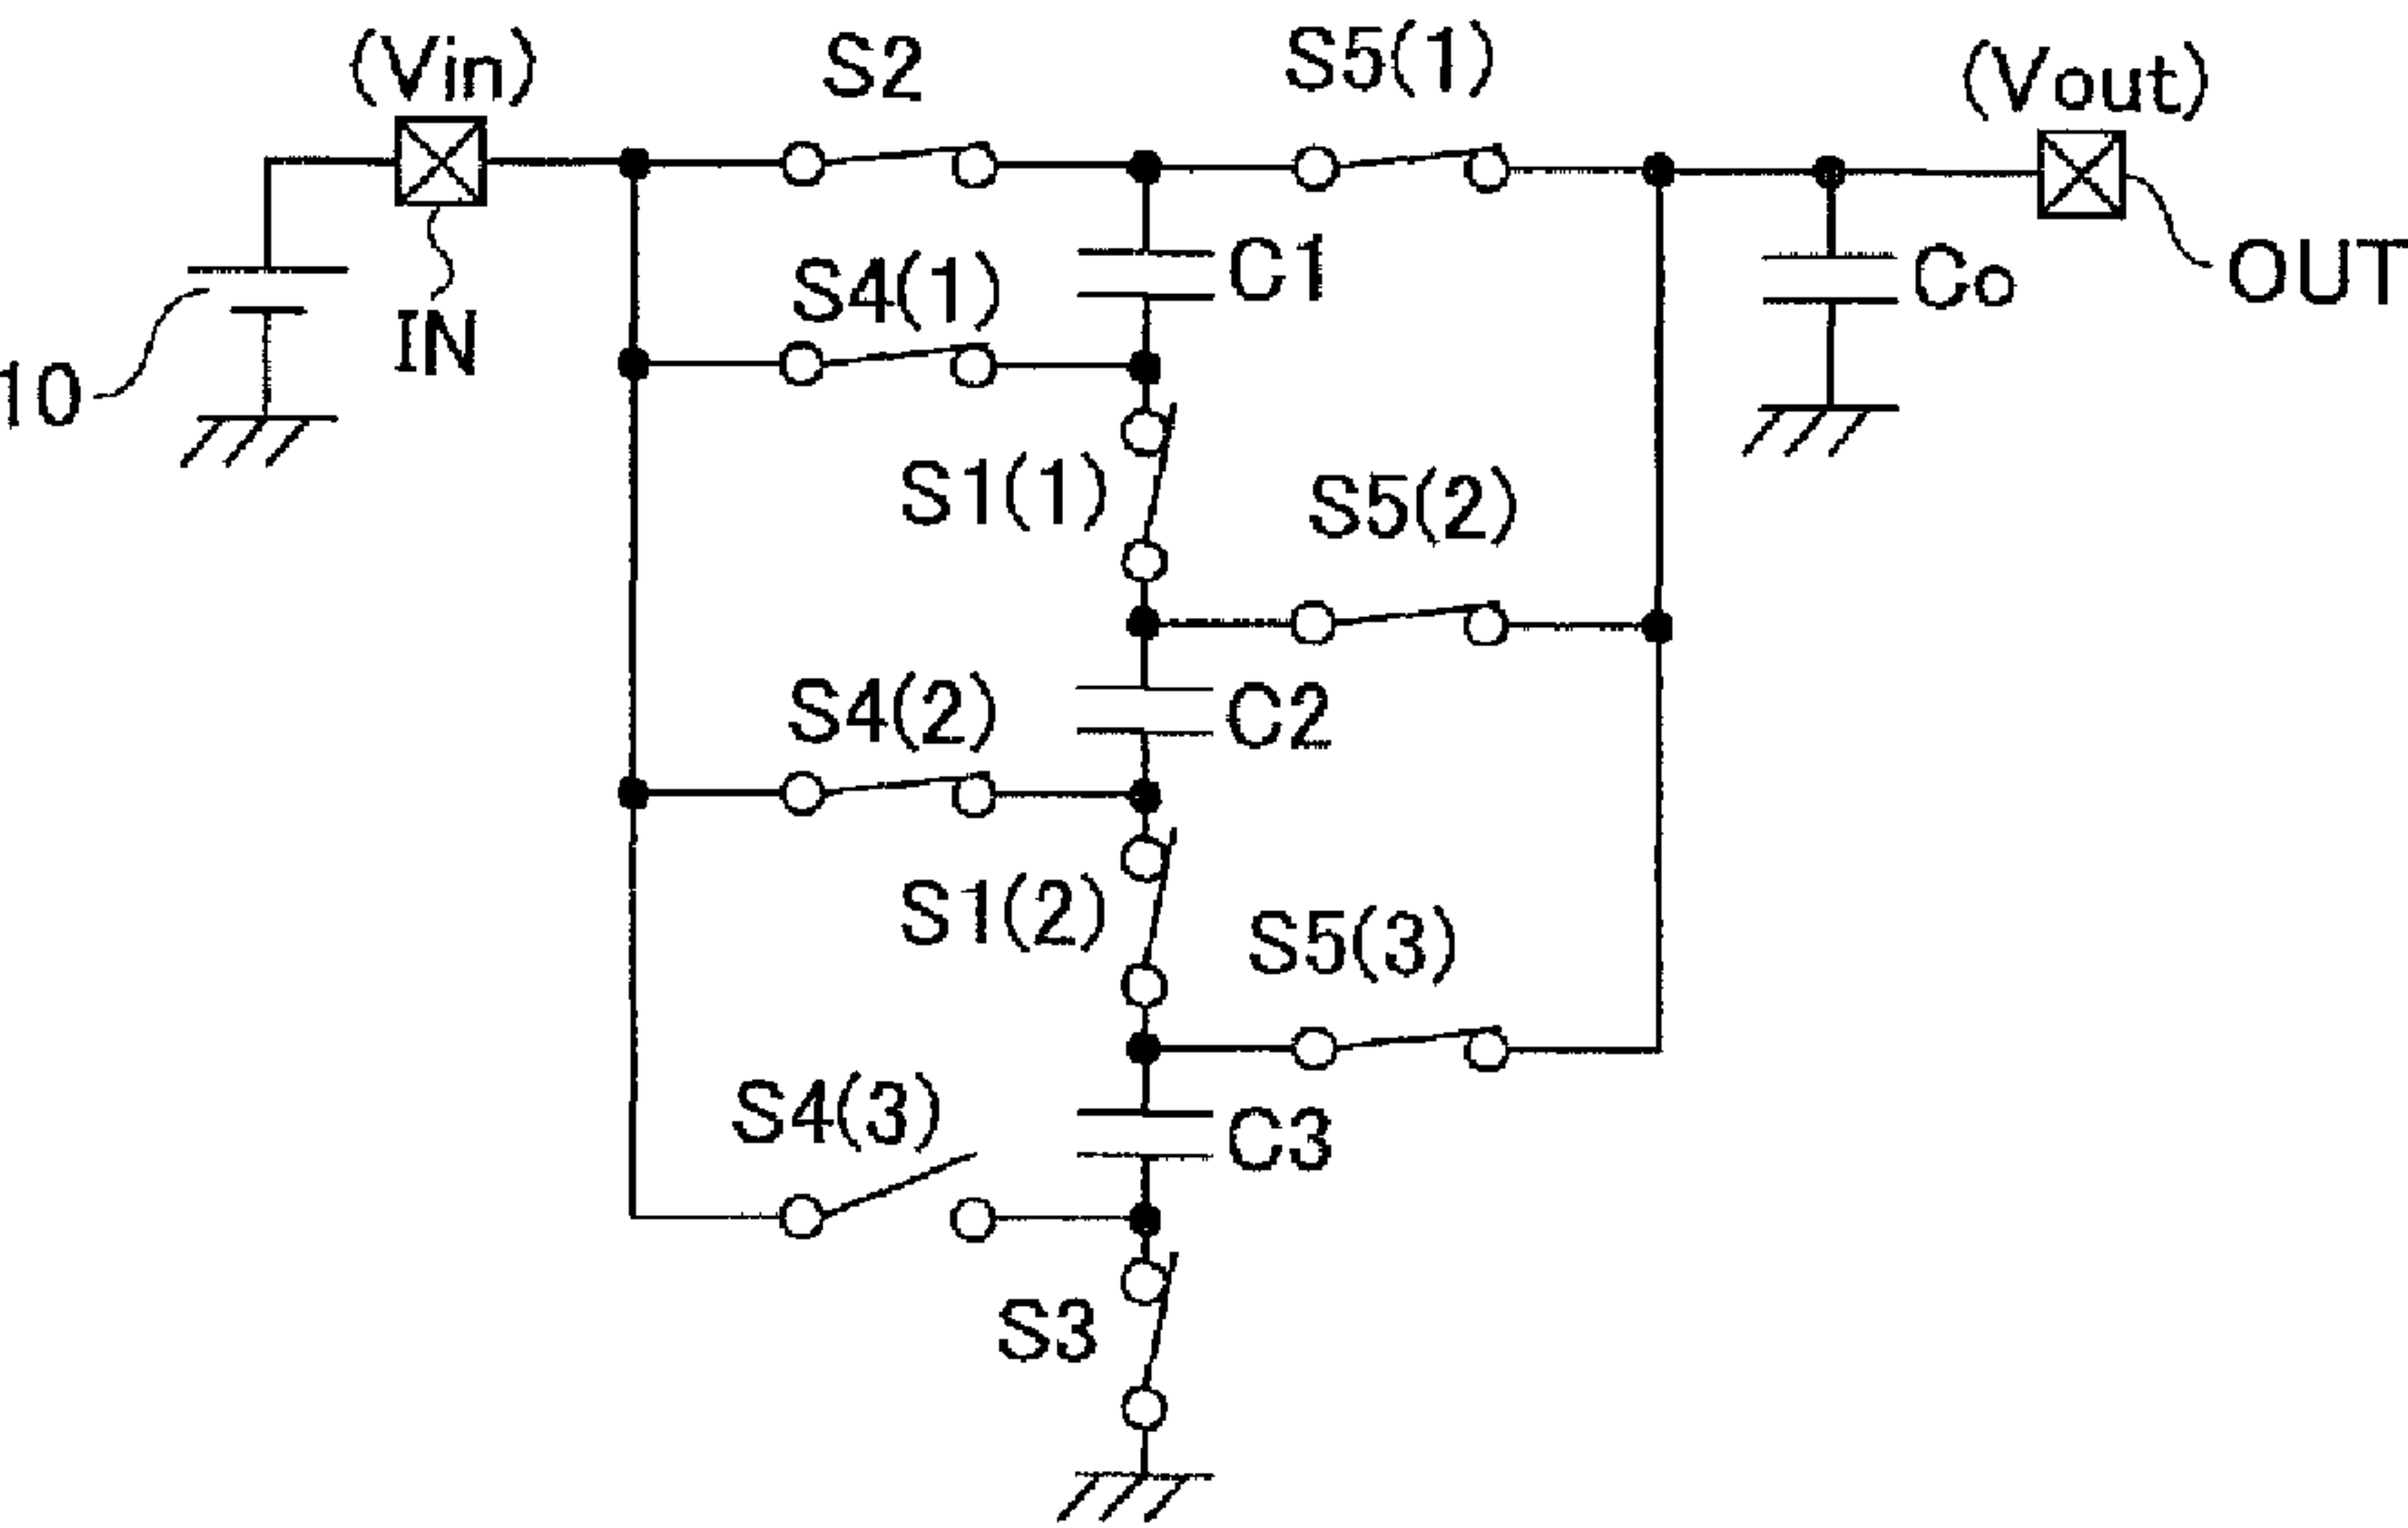 (Vin)
S2
S5(1)
(Vout)
S4(1)
C1
Co
OUT
IN
10
S1(1)
S5(2)
S4(2)
C2
S1(2)
S5(3)
S4(3)
C3
S3